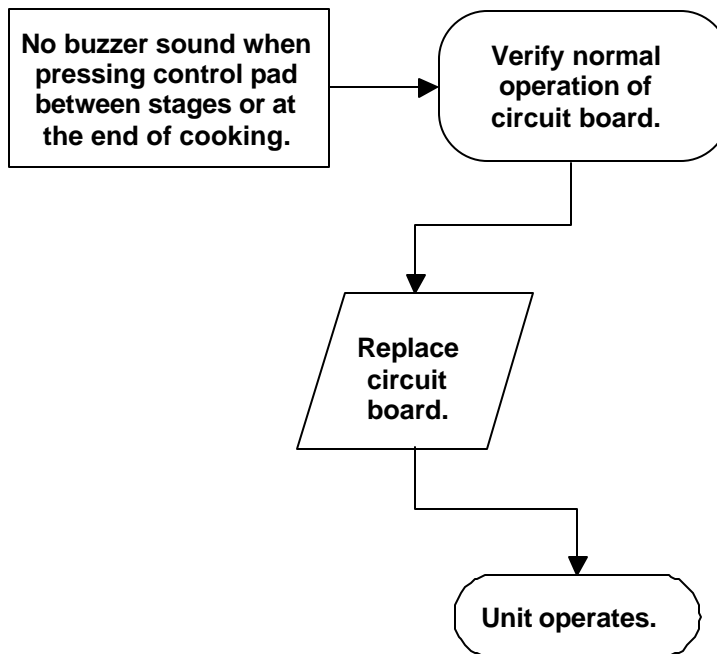 No buzzer sound when
pressing control pad
between stages or at
the end of cooking.
Verify normal
operation of
circuit board.
Replace
circuit
board.
Unit operates.